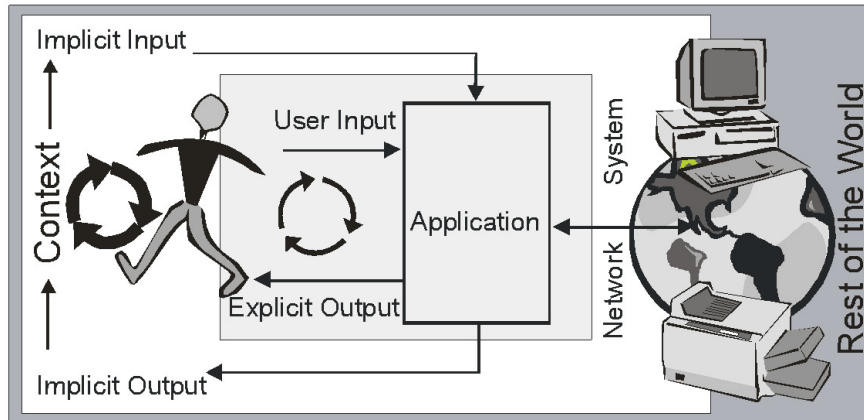 Implicit Input
User Input
Context
Application
System
Network
Rest of the World
Explicit Output
Implicit Output